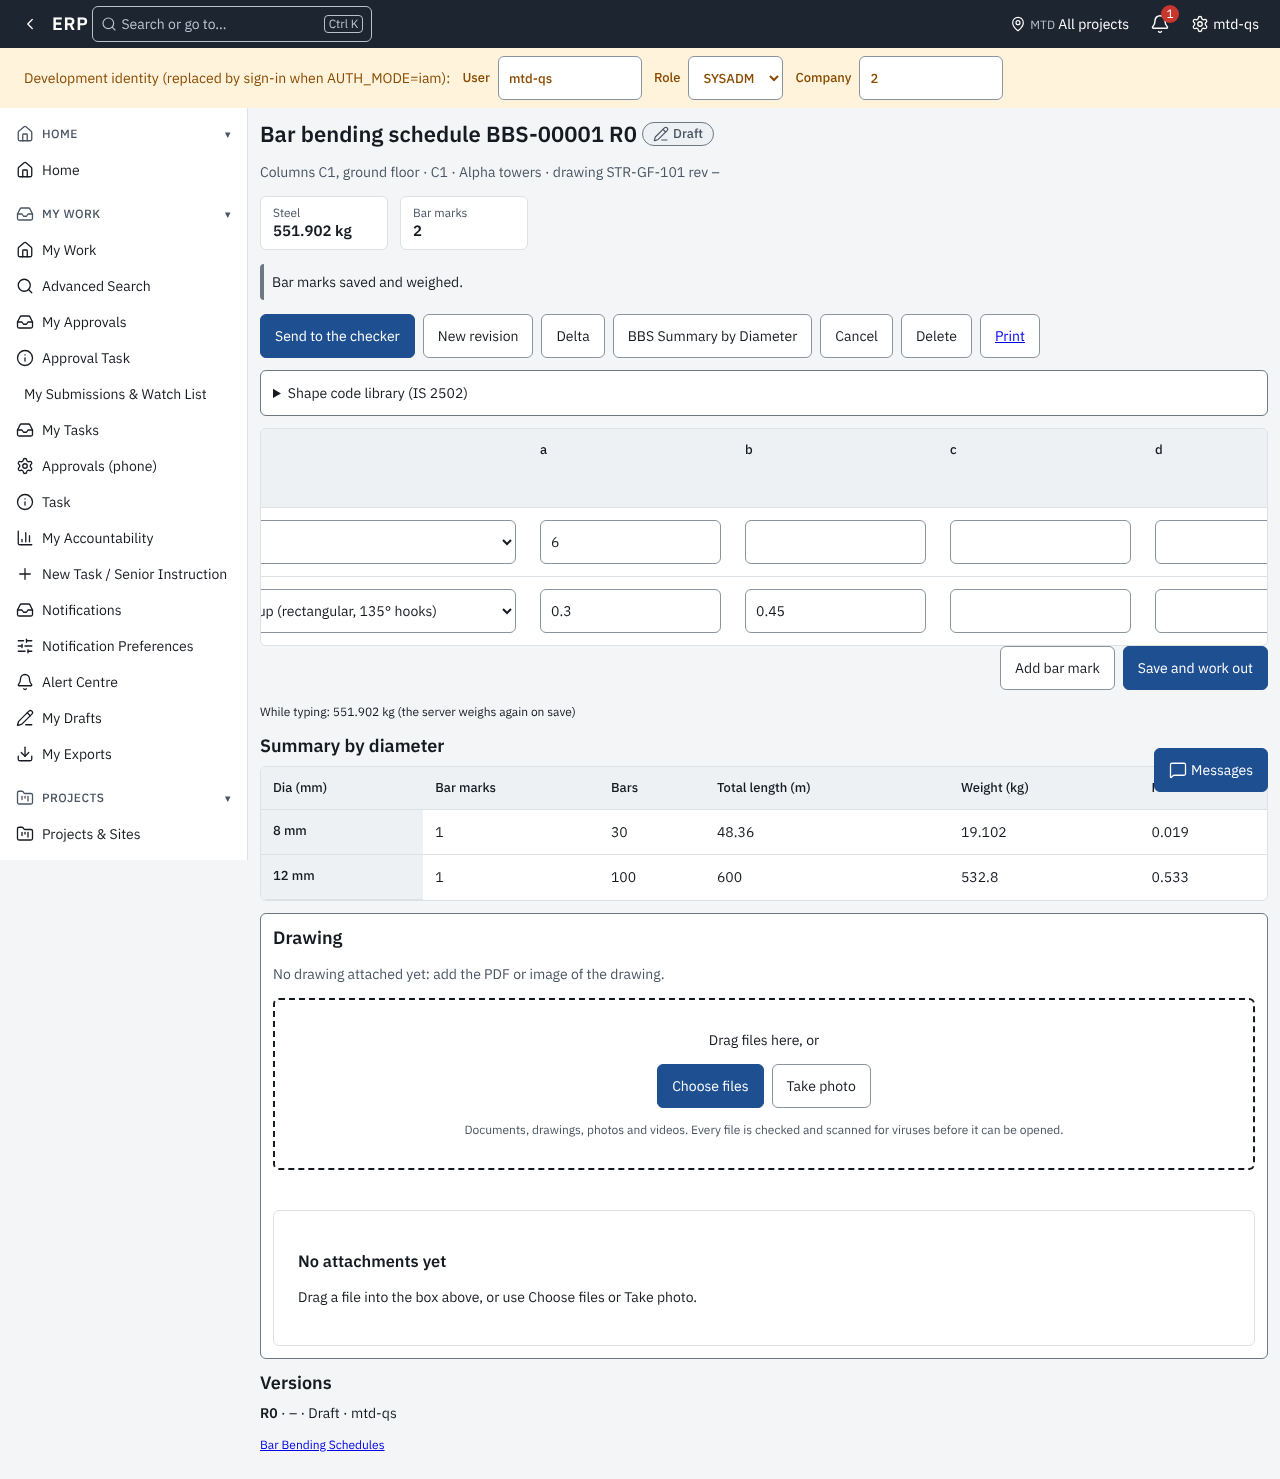 ERP
Search or go to...
Ctrl K
MTD All projects
1
mtd-qs
Development identity (replaced by sign-in when AUTH_MODE=iam):
User
mtd-qs
Role
SYSADM
Company
2
HOME
Home
MY WORK
My Work
Advanced Search
My Approvals
Approval Task
My Submissions & Watch List
My Tasks
Approvals (phone)
Task
My Accountability
New Task / Senior Instruction
Notifications
Notification Preferences
Alert Centre
My Drafts
My Exports
PROJECTS
Projects & Sites
Bar bending schedule BBS-00001 R0
Draft
Columns C1, ground floor · C1 · Alpha towers · drawing STR-GF-101 rev –
Steel
551.902 kg
Bar marks
2
Bar marks saved and weighed.
Send to the checker
New revision
Delta
BBS Summary by Diameter
Cancel
Delete
Print
Shape code library (IS 2502)
a b c d
6
(rectangular, 135° hooks) 0.3 0.45
Add bar mark
Save and work out
While typing: 551.902 kg (the server weighs again on save)
Summary by diameter
Messages
Dia (mm) Bar marks Bars Total length (m) Weight (kg)
8 mm 1 30 48.36 19.102 0.019
12 mm 1 100 600 532.8 0.533
Drawing
No drawing attached yet: add the PDF or image of the drawing.
Drag files here, or
Choose files
Take photo
Documents, drawings, photos and videos. Every file is checked and scanned for viruses before it can be opened.
No attachments yet
Drag a file into the box above, or use Choose files or Take photo.
Versions
R0 · – · Draft · mtd-qs
Bar Bending Schedules